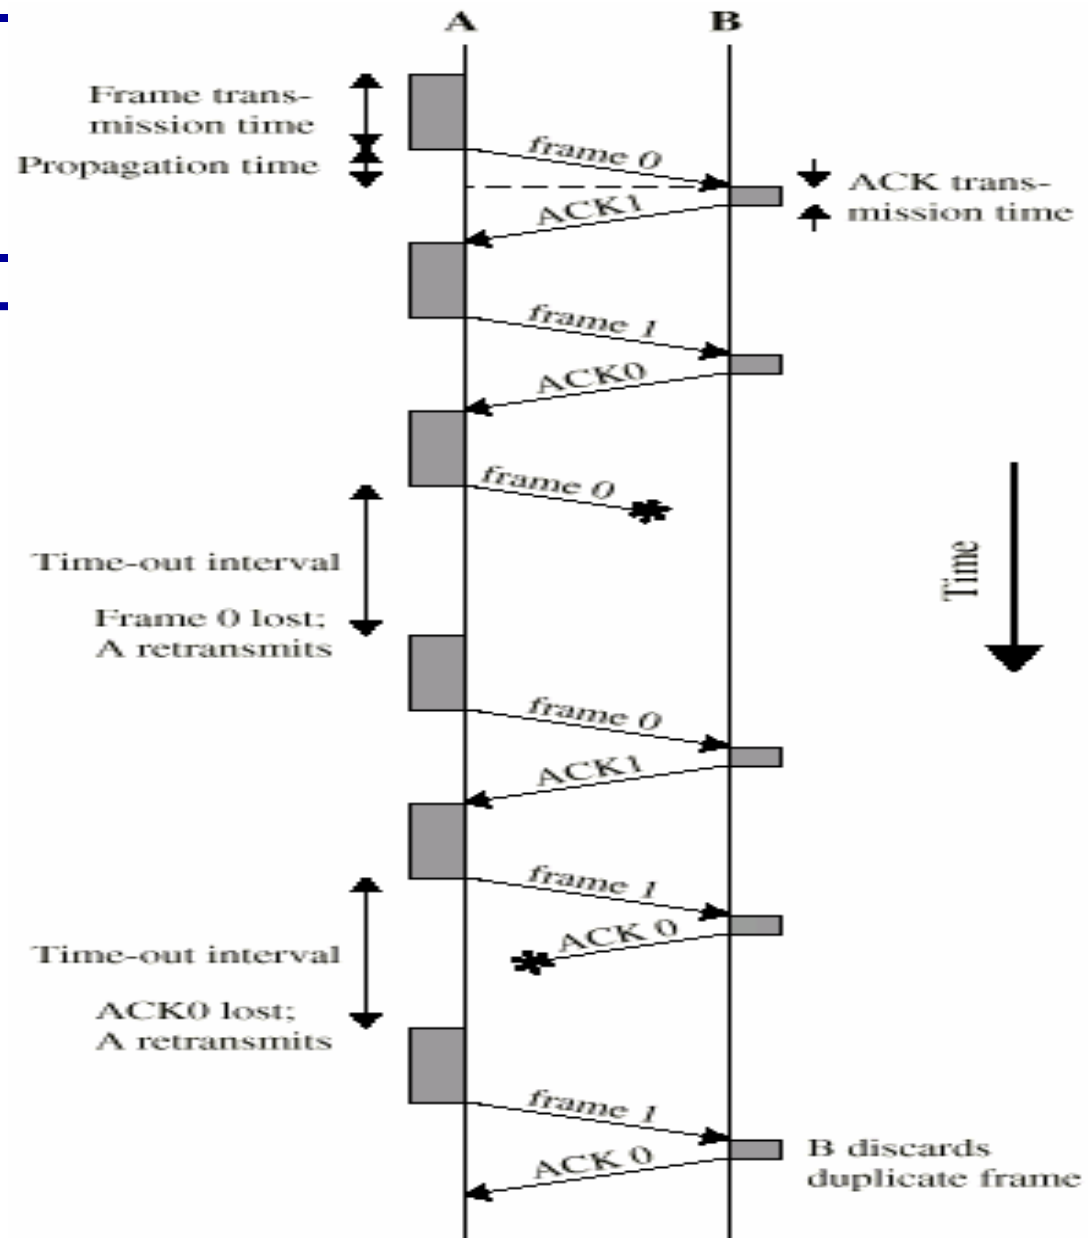 A
B
Frame trans-
mission time
Propagation time
frame 0
ACK trans-
mission time
ACK1
frame 1
ACK0
frame 0
Time-out interval
Frame 0 lost;
A retransmits
Time
frame 0
ACK1
frame 1
ACK 0
Time-out interval
ACK0 lost;
A retransmits
frame 1
ACK 0
B discards
duplicate frame